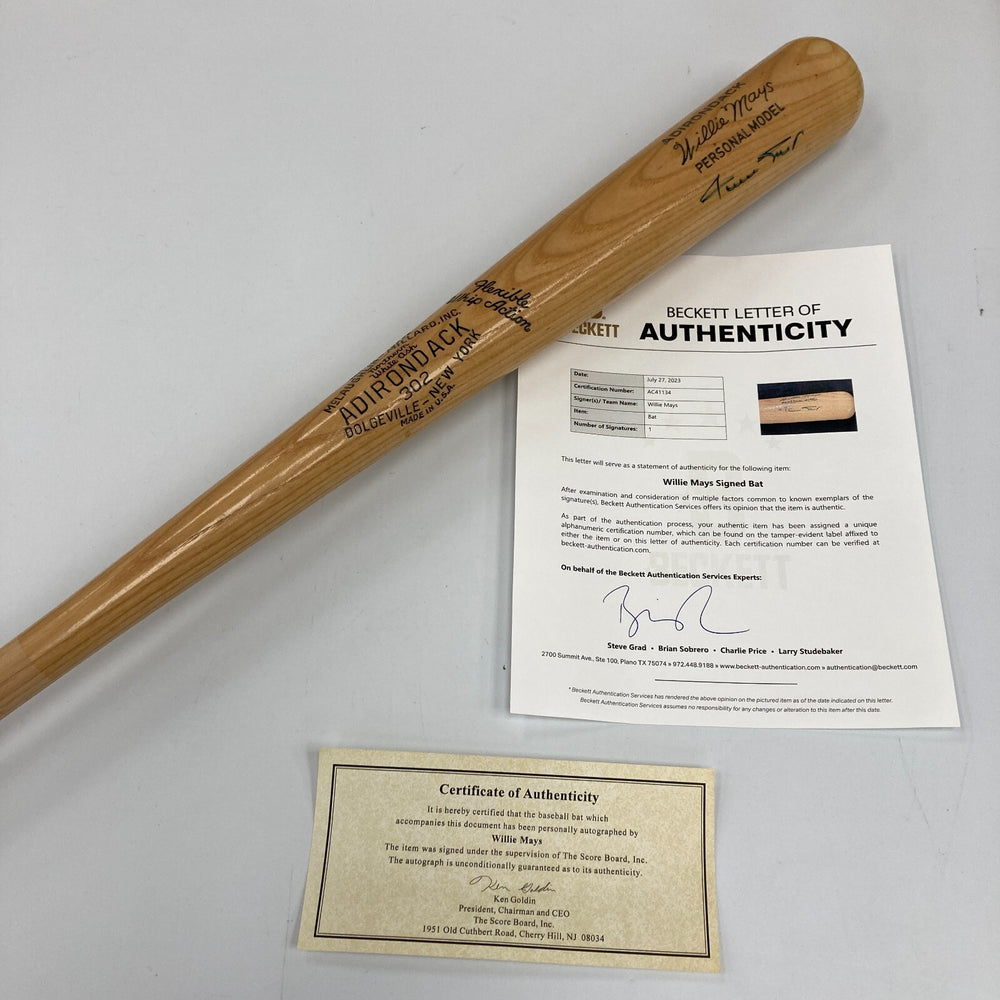 ADIRONDACK
Willie Mays
PERSONAL MODEL
Flexible
Whip Action
Northern
White Ash
ADIRONDACK
302
DOLGEVILLE – NEW YORK
MADE IN U.S.A.
BECKETT
BECKETT LETTER OF
AUTHENTICITY
Date: July 27, 2023
Certification Number: AC41134
Signer(s)/ Team Name: Willie Mays
Item: Bat
Number of Signatures: 1
This letter will serve as a statement of authenticity for the following item:
Willie Mays Signed Bat
After examination and consideration of multiple factors common to known exemplars of the
signature(s), Beckett Authentication Services offers its opinion that the item is authentic.
As part of the authentication process, your authentic item has been assigned a unique
alphanumeric certification number, which can be found on the tamper-evident label affixed to
either the item or on this letter of authenticity. Each certification number can be verified at
beckett-authentication.com.
On behalf of the Beckett Authentication Services Experts:
Steve Grad • Brian Sobrero • Charlie Price • Larry Studebaker
2700 Summit Ave., Ste 100, Plano TX 75074 » 972.448.9188 » www.beckett-authentication.com » authentication@beckett.com
* Beckett Authentication Services has rendered the above opinion on the pictured item as of the date indicated on this letter.
Beckett Authentication Services assumes no responsibility for any changes or alteration to this item after this date.
Certificate of Authenticity
It is hereby certified that the baseball bat which
accompanies this document has been personally autographed by
Willie Mays
The item was signed under the supervision of The Score Board, Inc.
The autograph is unconditionally guaranteed as to its authenticity.
Ken Goldin
Ken Goldin
President, Chairman and CEO
The Score Board, Inc.
1951 Old Cuthbert Road, Cherry Hill, NJ 08034